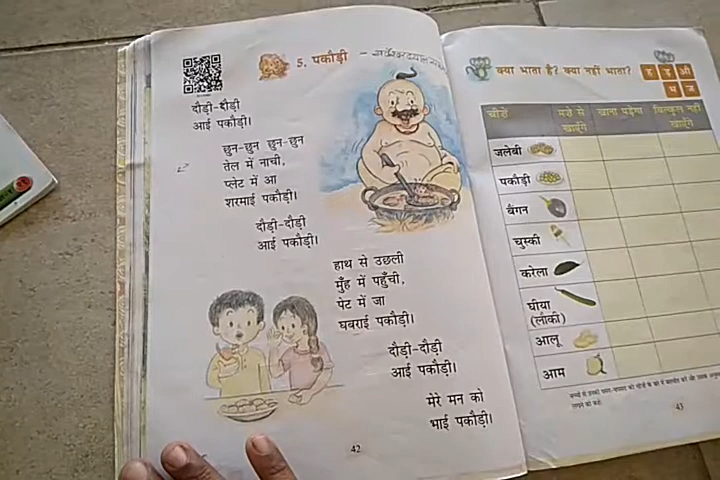 5. पकौड़ी
दौड़ी-दौड़ी
आई पकौड़ी।
छुन-छुन छुन-छुन
तेल में नाची,
प्लेट में आ
शरमाई पकौड़ी।
दौड़ी-दौड़ी
आई पकौड़ी।
हाथ से उछली
मुँह में पहुँची,
पेट में जा
घबराई पकौड़ी।
दौड़ी-दौड़ी
आई पकौड़ी।
मेरे मन को
भाई पकौड़ी।
42
क्या भाता है? क्या नहीं भाता?
ह ड़ औ
भ ज
चीज़ें मज़े से खाएँगे खाना पड़ेगा बिल्कुल नहीं खाएँगे
जलेबी
पकौड़ी
बैंगन
चुस्की
करेला
घीया
(लौकी)
आलू
आम
43